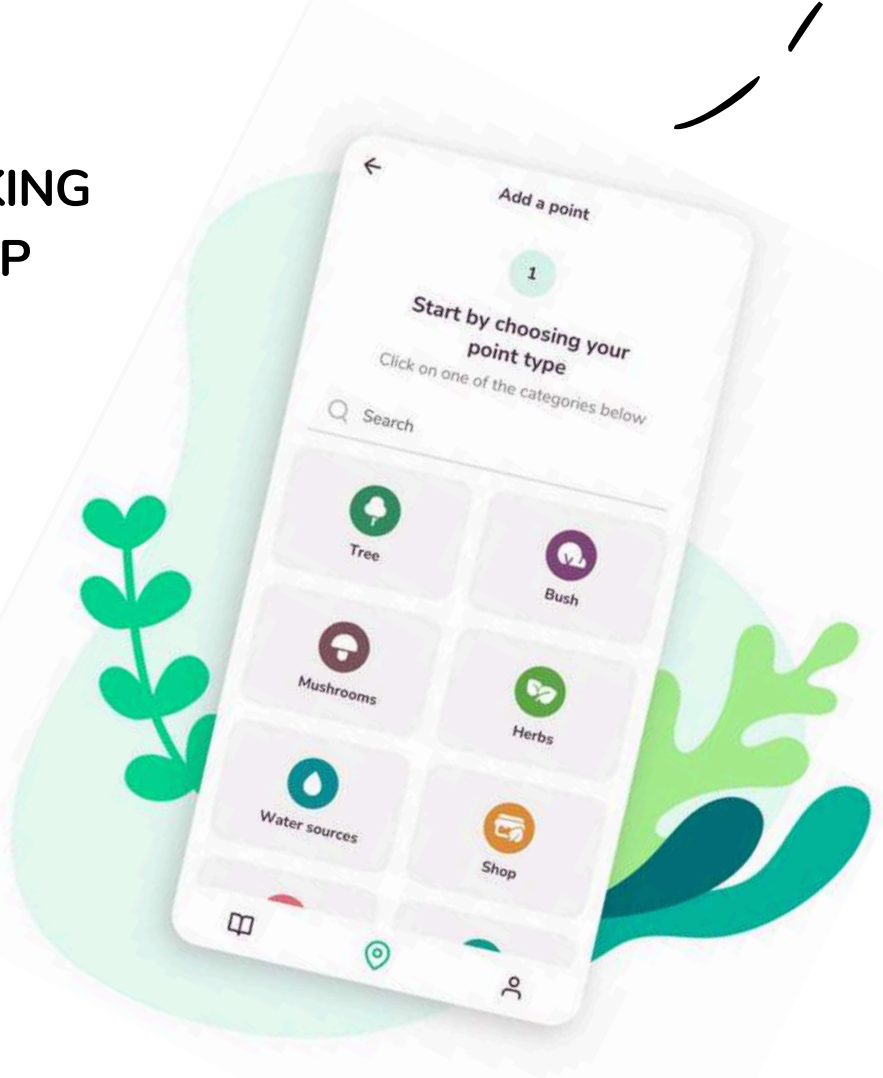 KING
P
Add a point
1
Start by choosing your
point type
Click on one of the categories below
Search
Tree
Bush
Mushrooms
Herbs
Water sources
Shop